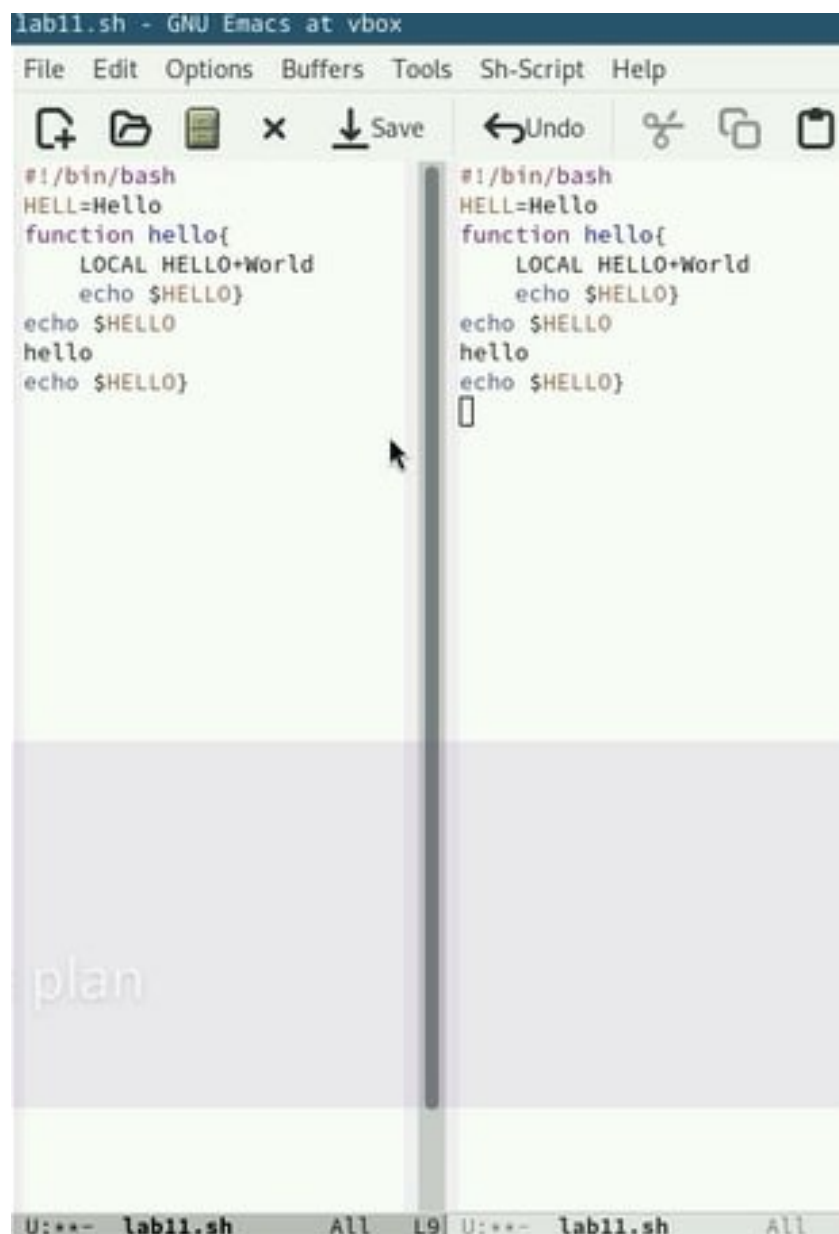 lab11.sh - GNU Emacs at vbox
File Edit Options Buffers Tools Sh-Script Help
Save Undo
#!/bin/bash
HELL=Hello
function hello{
    LOCAL HELLO+World
    echo $HELLO}
echo $HELLO
hello
echo $HELLO}
#!/bin/bash
HELL=Hello
function hello{
    LOCAL HELLO+World
    echo $HELLO}
echo $HELLO
hello
echo $HELLO}
plan
U:**- lab11.sh All L9
U:**- lab11.sh All